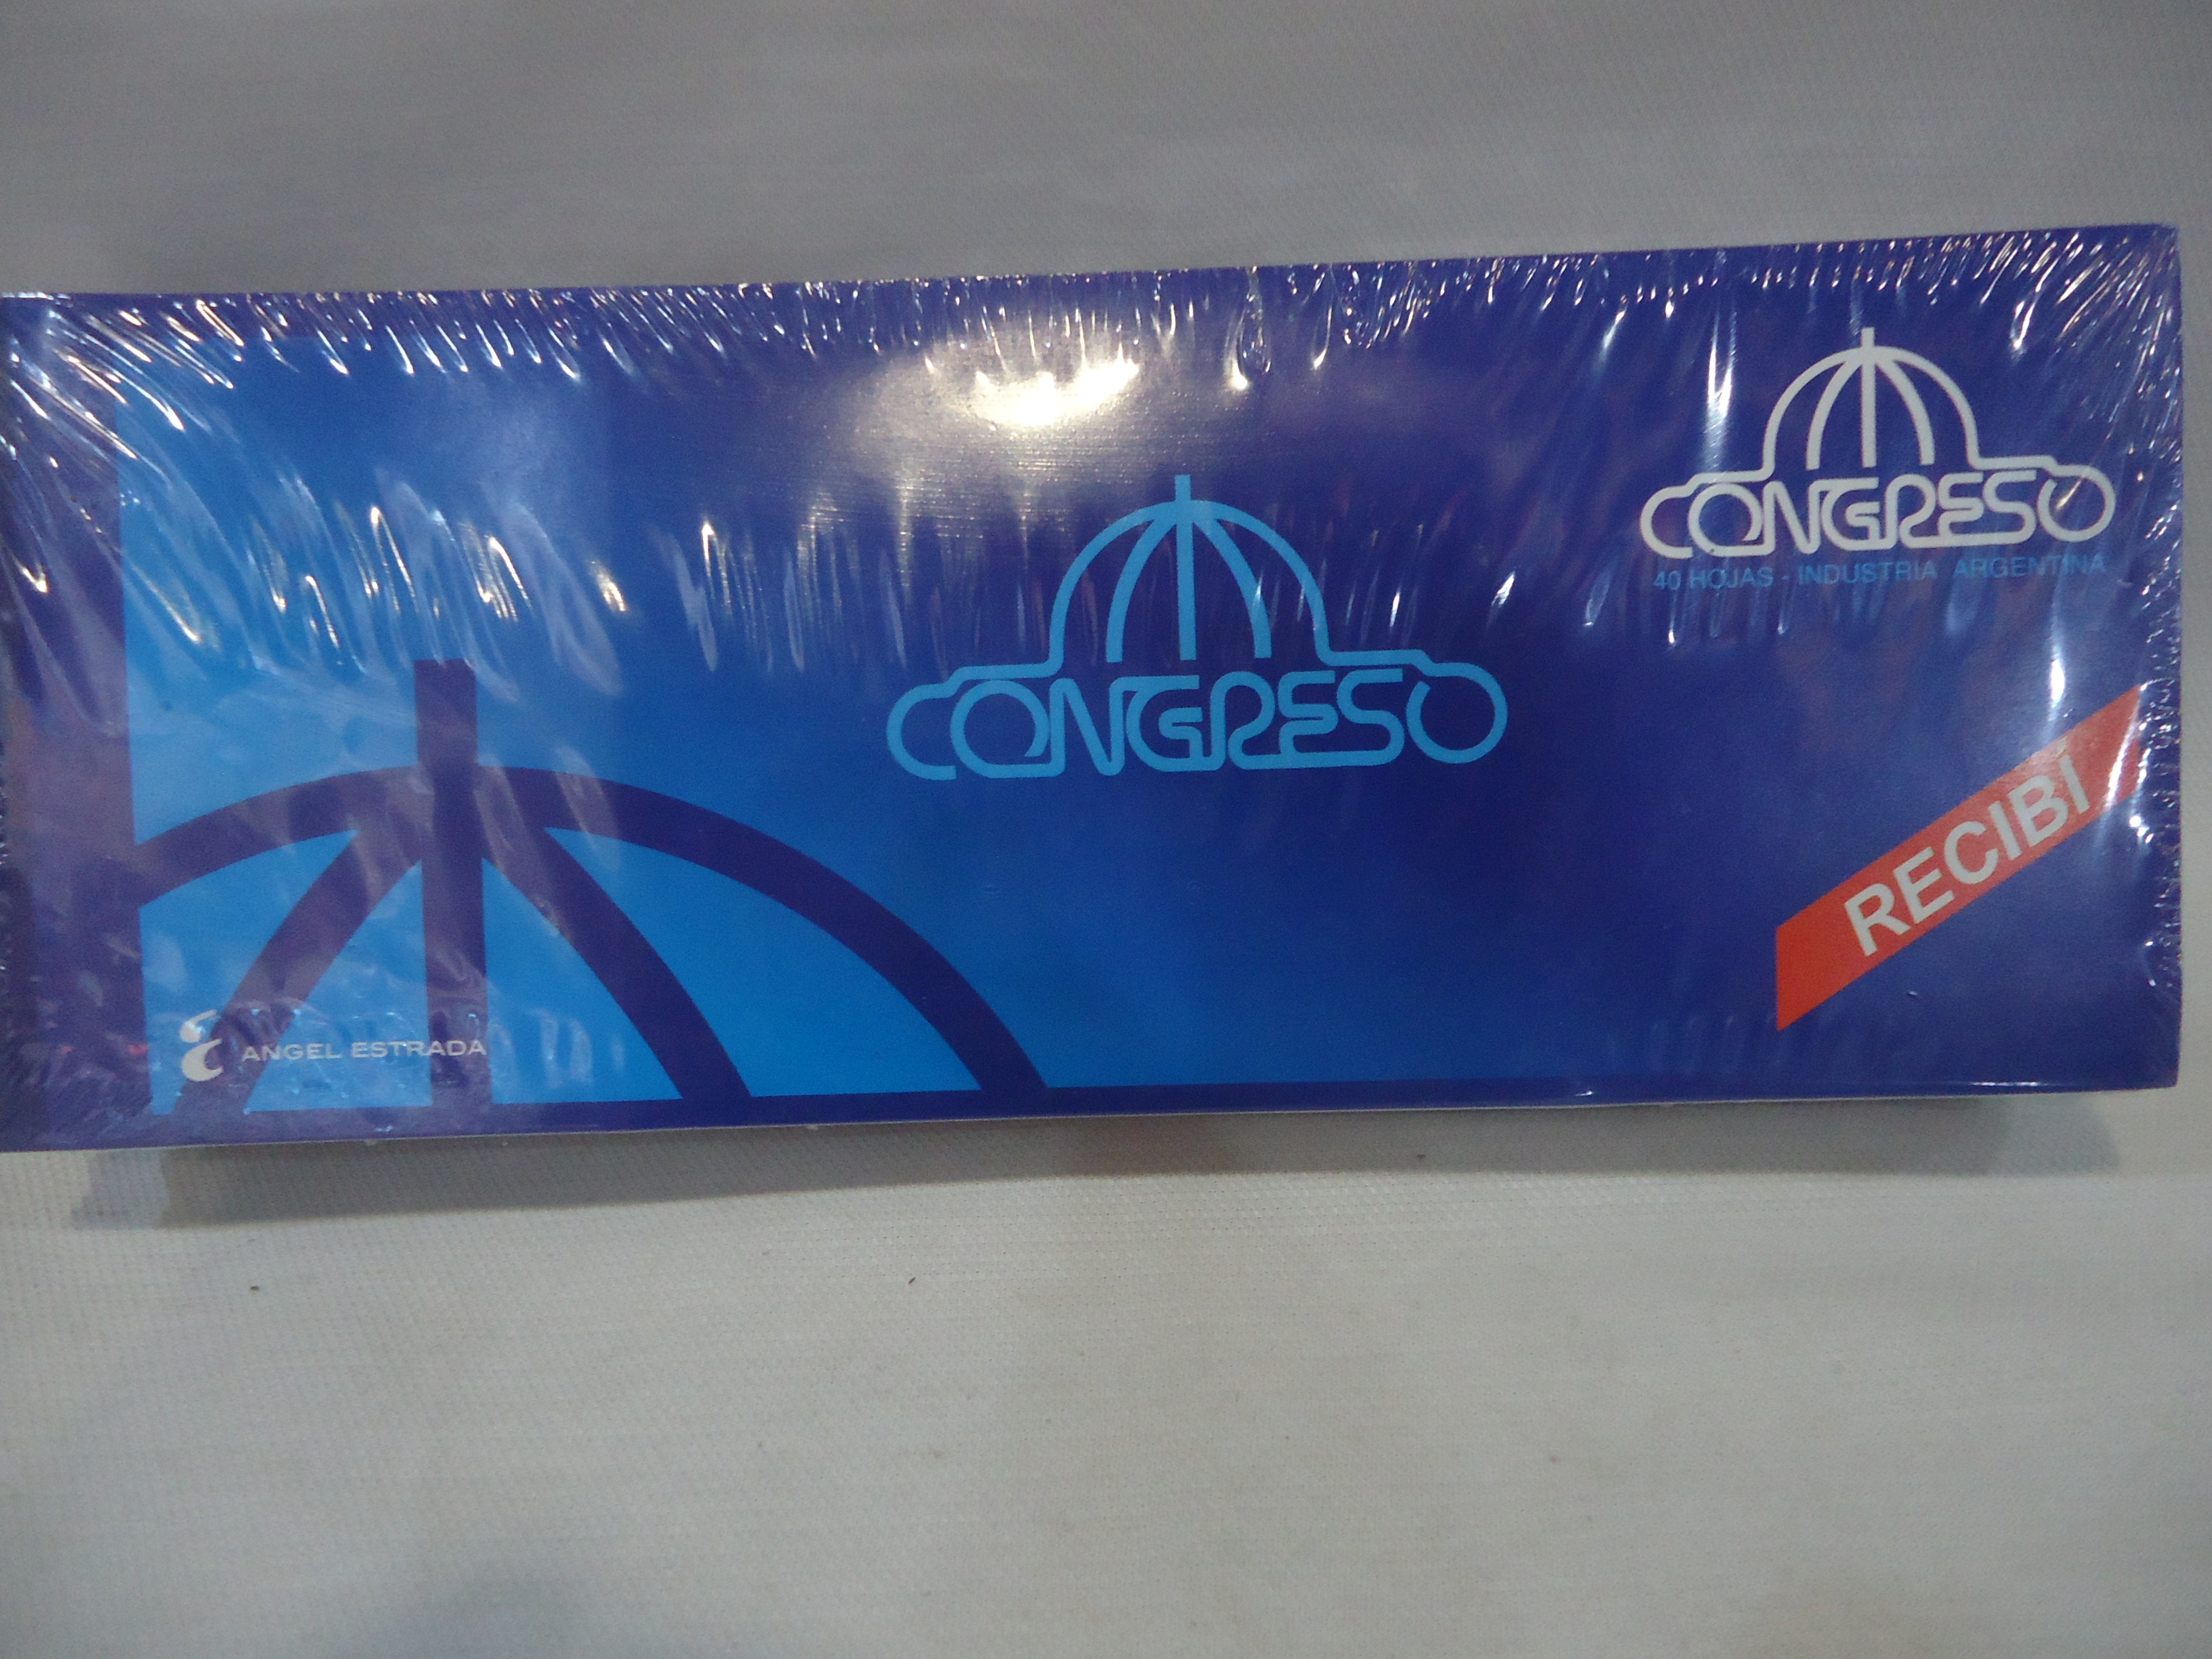 CONGRESO
40 HOJAS - INDUSTRIA ARGENTINA
CONGRESO
RECIBÍ
ANGEL ESTRADA